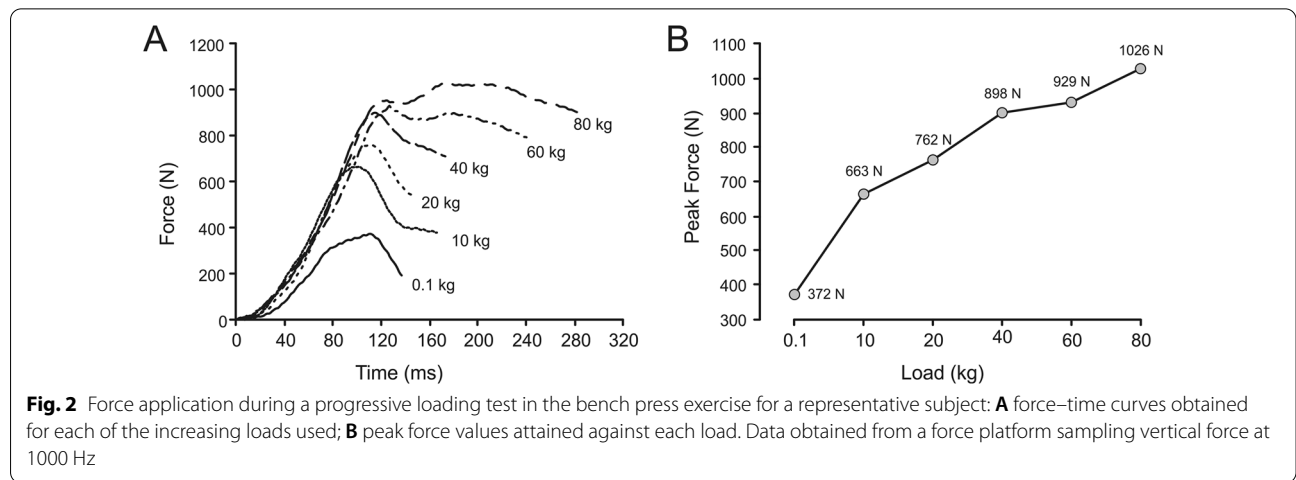 A
1200
1000
800
600
400
200
0
Force (N)
0 40 80 120 160 200 240 280 320
Time (ms)
80 kg
60 kg
40 kg
20 kg
10 kg
0.1 kg
B
1100
1000
900
800
700
600
500
400
300
Peak Force (N)
372 N
663 N
762 N
898 N
929 N
1026 N
0.1 10 20 40 60 80
Load (kg)
Fig. 2 Force application during a progressive loading test in the bench press exercise for a representative subject: A force–time curves obtained
for each of the increasing loads used; B peak force values attained against each load. Data obtained from a force platform sampling vertical force at
1000 Hz